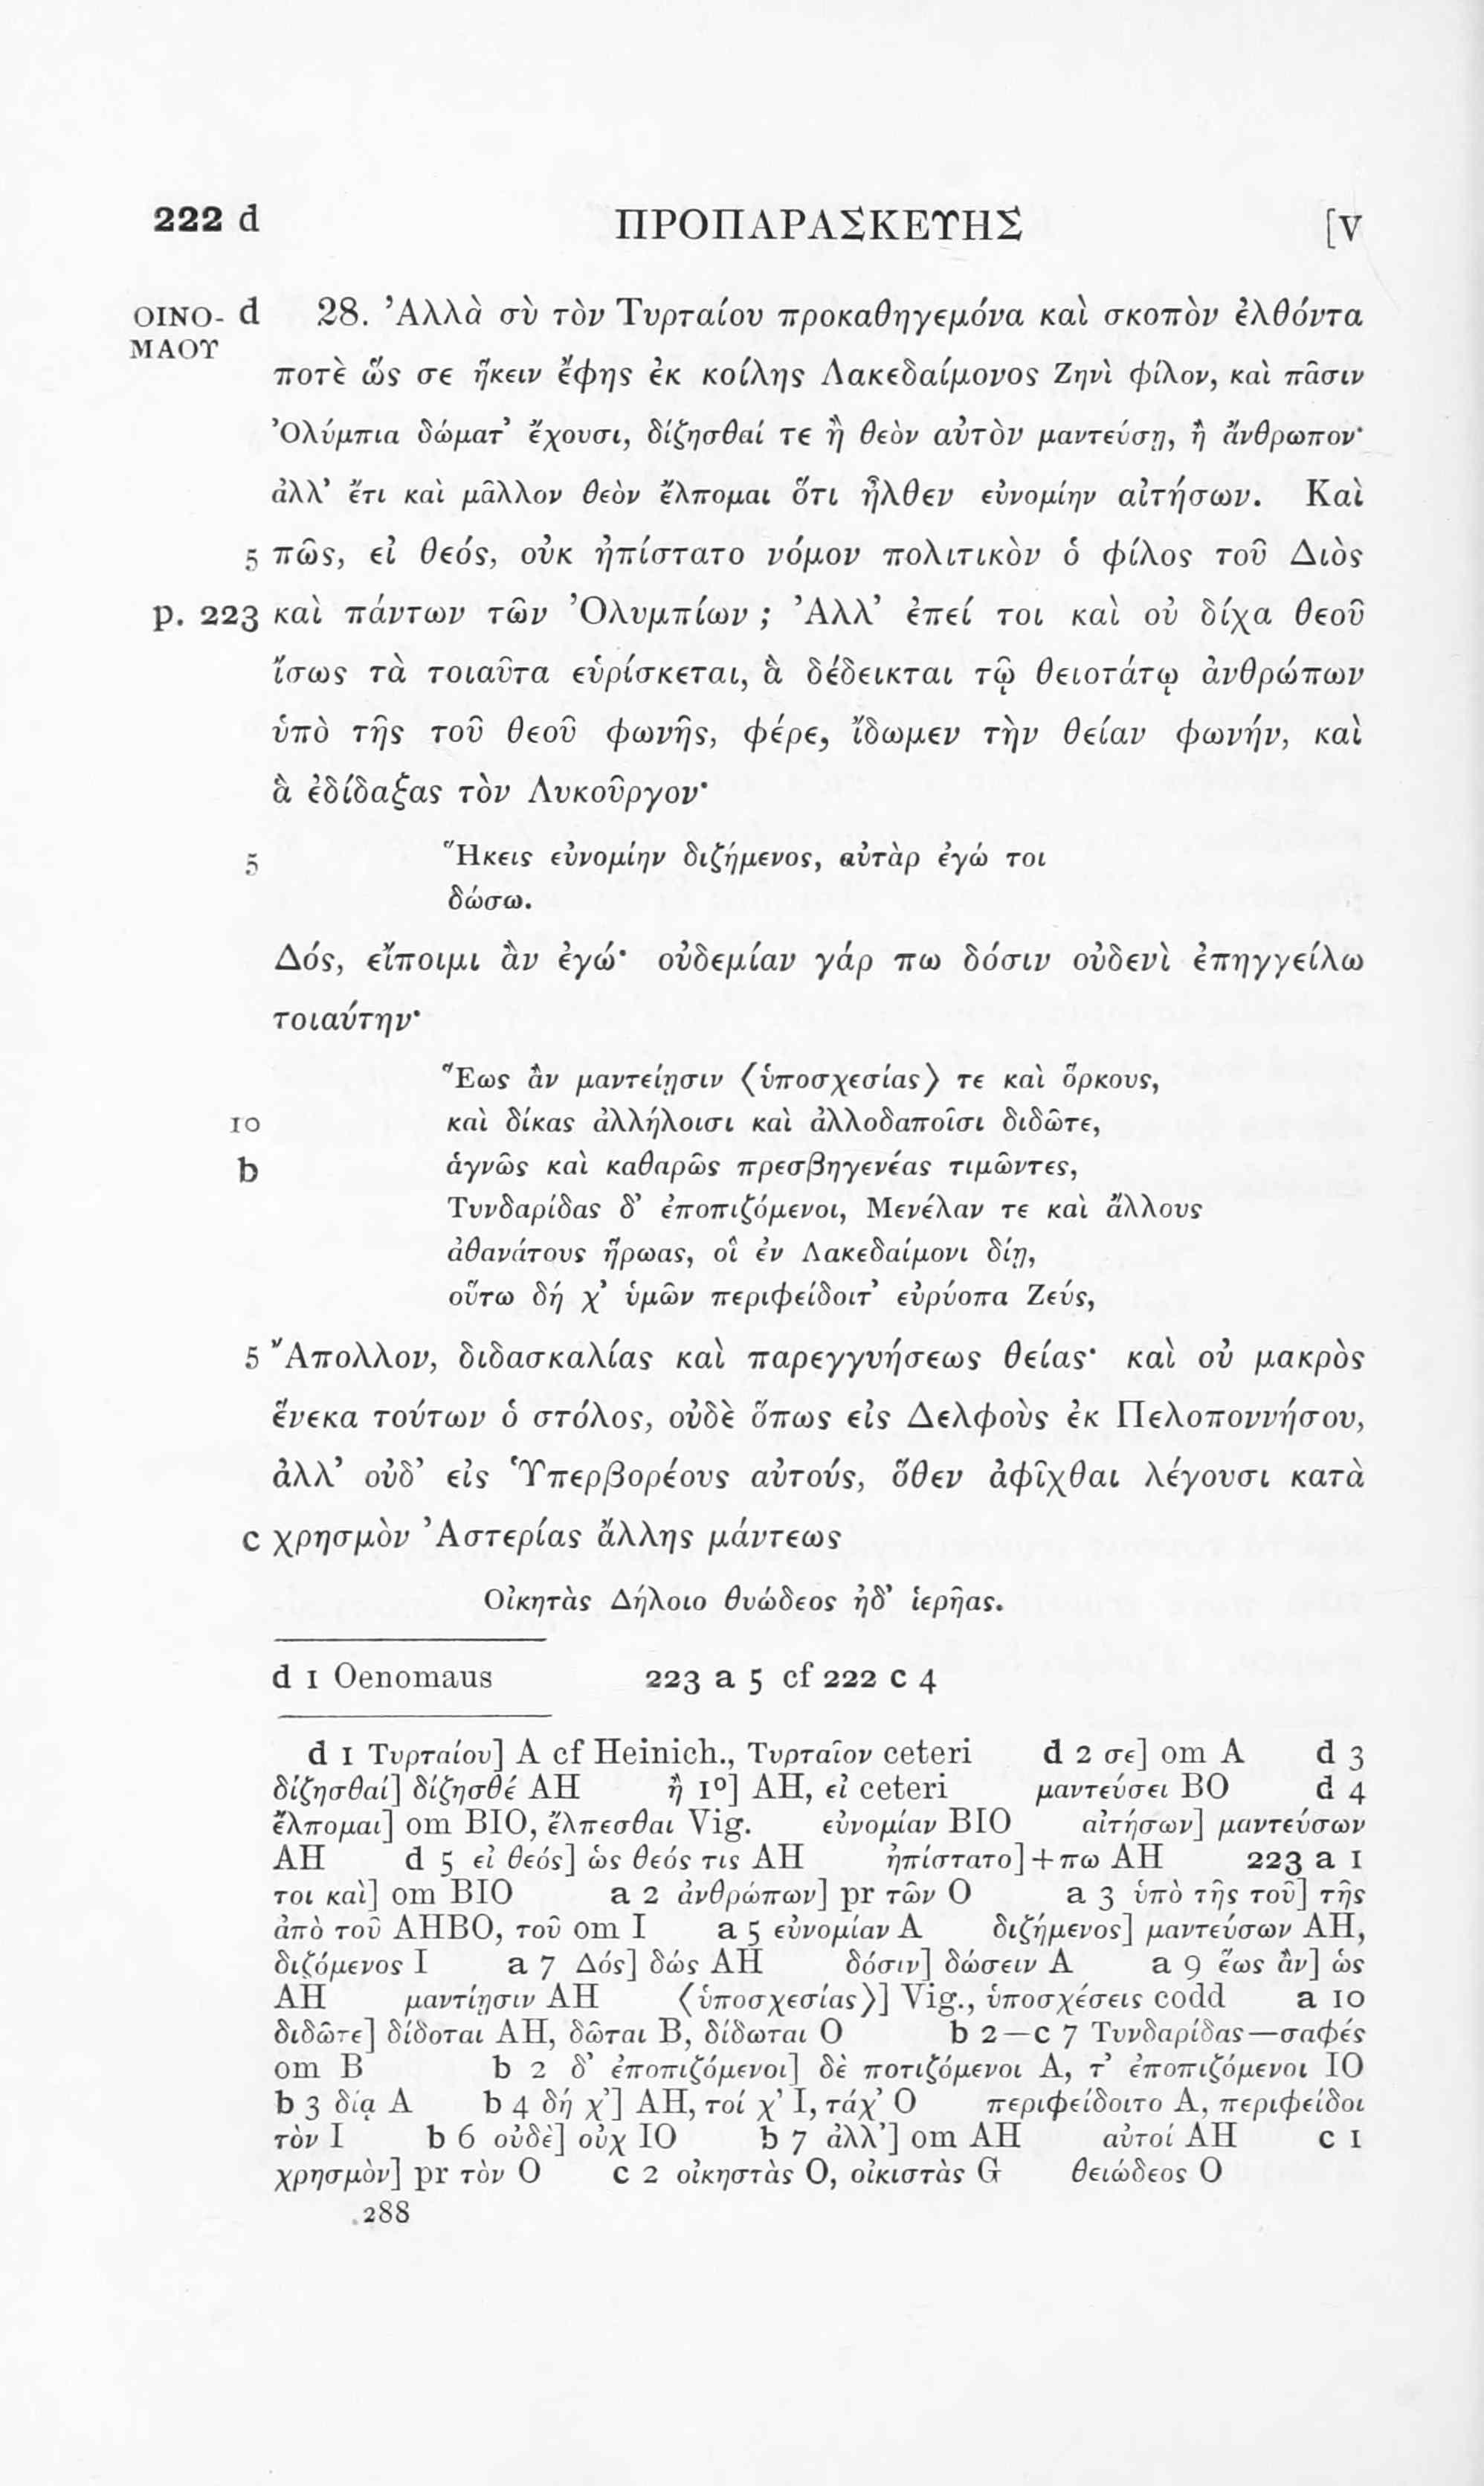 222 d ΠΡΟΠΑΡΑΣΚΕΥΗΣ [V
ΟΙΝΟ- d 28. Ἀλλὰ σὺ τὸν Τυρταίου προκαθηγεμόνα καὶ σκοπὸν ἐλθόντα
ΜΑΟΥ
ποτὲ ὥς σε ἥκειν ἔφης ἐκ κοίλης Λακεδαίμονος Ζηνὶ φίλον, καὶ πᾶσιν
Ὀλύμπια δώματ’ ἔχουσι, δίζησθαί τε ἢ θεὸν αὐτὸν μαντεύσῃ, ἢ ἄνθρωπον·
ἀλλ’ ἔτι καὶ μᾶλλον θεὸν ἔλπομαι ὅτι ἦλθεν εὐνομίην αἰτήσων. Καὶ
5 πῶς, εἰ θεός, οὐκ ἠπίστατο νόμον πολιτικὸν ὁ φίλος τοῦ Διὸς
p. 223 καὶ πάντων τῶν Ὀλυμπίων ; Ἀλλ’ ἐπεί τοι καὶ οὐ δίχα θεοῦ
ἴσως τὰ τοιαῦτα εὑρίσκεται, ἃ δέδεικται τῷ θειοτάτῳ ἀνθρώπων
ὑπὸ τῆς τοῦ θεοῦ φωνῆς, φέρε, ἴδωμεν τὴν θείαν φωνήν, καὶ
ἃ ἐδίδαξας τὸν Λυκοῦργον·
5 Ἥκεις εὐνομίην διζήμενος, αὐτὰρ ἐγώ τοι
δώσω.
Δός, εἴποιμι ἂν ἐγώ· οὐδεμίαν γάρ πω δόσιν οὐδενὶ ἐπηγγείλω
τοιαύτην·
Ἕως ἂν μαντείῃσιν ⟨ὑποσχεσίας⟩ τε καὶ ὅρκους,
10 καὶ δίκας ἀλλήλοισι καὶ ἀλλοδαποῖσι διδῶτε,
b ἁγνῶς καὶ καθαρῶς πρεσβηγενέας τιμῶντες,
Τυνδαρίδας δ’ ἐποπιζόμενοι, Μενέλαν τε καὶ ἄλλους
ἀθανάτους ἥρωας, οἳ ἐν Λακεδαίμονι δίῃ,
οὕτω δή χ’ ὑμῶν περιφείδοιτ’ εὐρύοπα Ζεύς,
5 Ἄπολλον, διδασκαλίας καὶ παρεγγυήσεως θείας· καὶ οὐ μακρὸς
ἕνεκα τούτων ὁ στόλος, οὐδὲ ὅπως εἰς Δελφοὺς ἐκ Πελοποννήσου,
ἀλλ’ οὐδ’ εἰς Ὑπερβορέους αὐτούς, ὅθεν ἀφῖχθαι λέγουσι κατὰ
c χρησμὸν Ἀστερίας ἄλλης μάντεως
Οἰκητὰς Δήλοιο θυώδεος ἠδ’ ἱερῆας.
d 1 Oenomaus 223 a 5 cf 222 c 4
d 1 Τυρταίου] A cf Heinich., Τυρταῖον ceteri d 2 σε] om A d 3
δίζησθαί] δίζησθέ AH ἢ 1⁰] AH, εἰ ceteri μαντεύσει BO d 4
ἔλπομαι] om BIO, ἔλπεσθαι Vig. εὐνομίαν BIO αἰτήσων] μαντεύσων
AH d 5 εἰ θεός] ὡς θεός τις AH ἠπίστατο]+πω AH 223 a 1
τοι καὶ] om BIO a 2 ἀνθρώπων] pr τῶν O a 3 ὑπὸ τῆς τοῦ] τῆς
ἀπὸ τοῦ AHBO, τοῦ om I a 5 εὐνομίαν A διζήμενος] μαντεύσων AH,
διζόμενος I a 7 Δός] δώς AH δόσιν] δώσειν A a 9 ἕως ἂν] ὡς
AH μαντίῃσιν AH ⟨ὑποσχεσίας⟩] Vig., ὑποσχέσεις codd a 10
διδῶτε] δίδοται AH, δῶται B, δίδωται O b 2—c 7 Τυνδαρίδας—σαφές
om B b 2 δ’ ἐποπιζόμενοι] δὲ ποτιζόμενοι A, τ’ ἐποπιζόμενοι IO
b 3 δίᾳ A b 4 δή χ’] AH, τοί χ’ I, τάχ’ O περιφείδοιτο A, περιφείδοι
τὸν I b 6 οὐδὲ] οὐχ IO b 7 ἀλλ’] om AH αὐτοί AH c 1
χρησμὸν] pr τὸν O c 2 οἰκηστὰς O, οἰκιστὰς G θειώδεος O
288